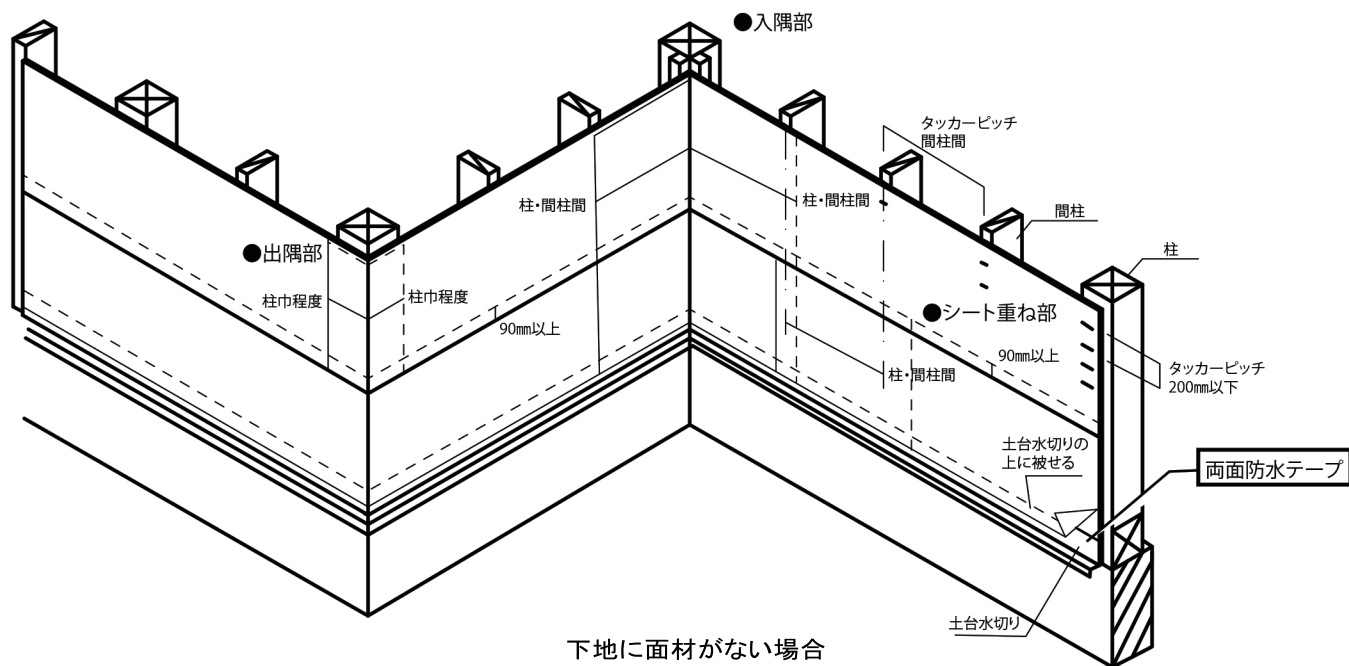 ●入隅部
タッカーピッチ
間柱間
柱・間柱間
柱・間柱間
間柱
柱
●出隅部
柱巾程度
柱巾程度
90㎜以上
●シート重ね部
90㎜以上
柱・間柱間
タッカーピッチ
200㎜以下
土台水切りの
上に被せる
両面防水テープ
土台水切り
下地に面材がない場合